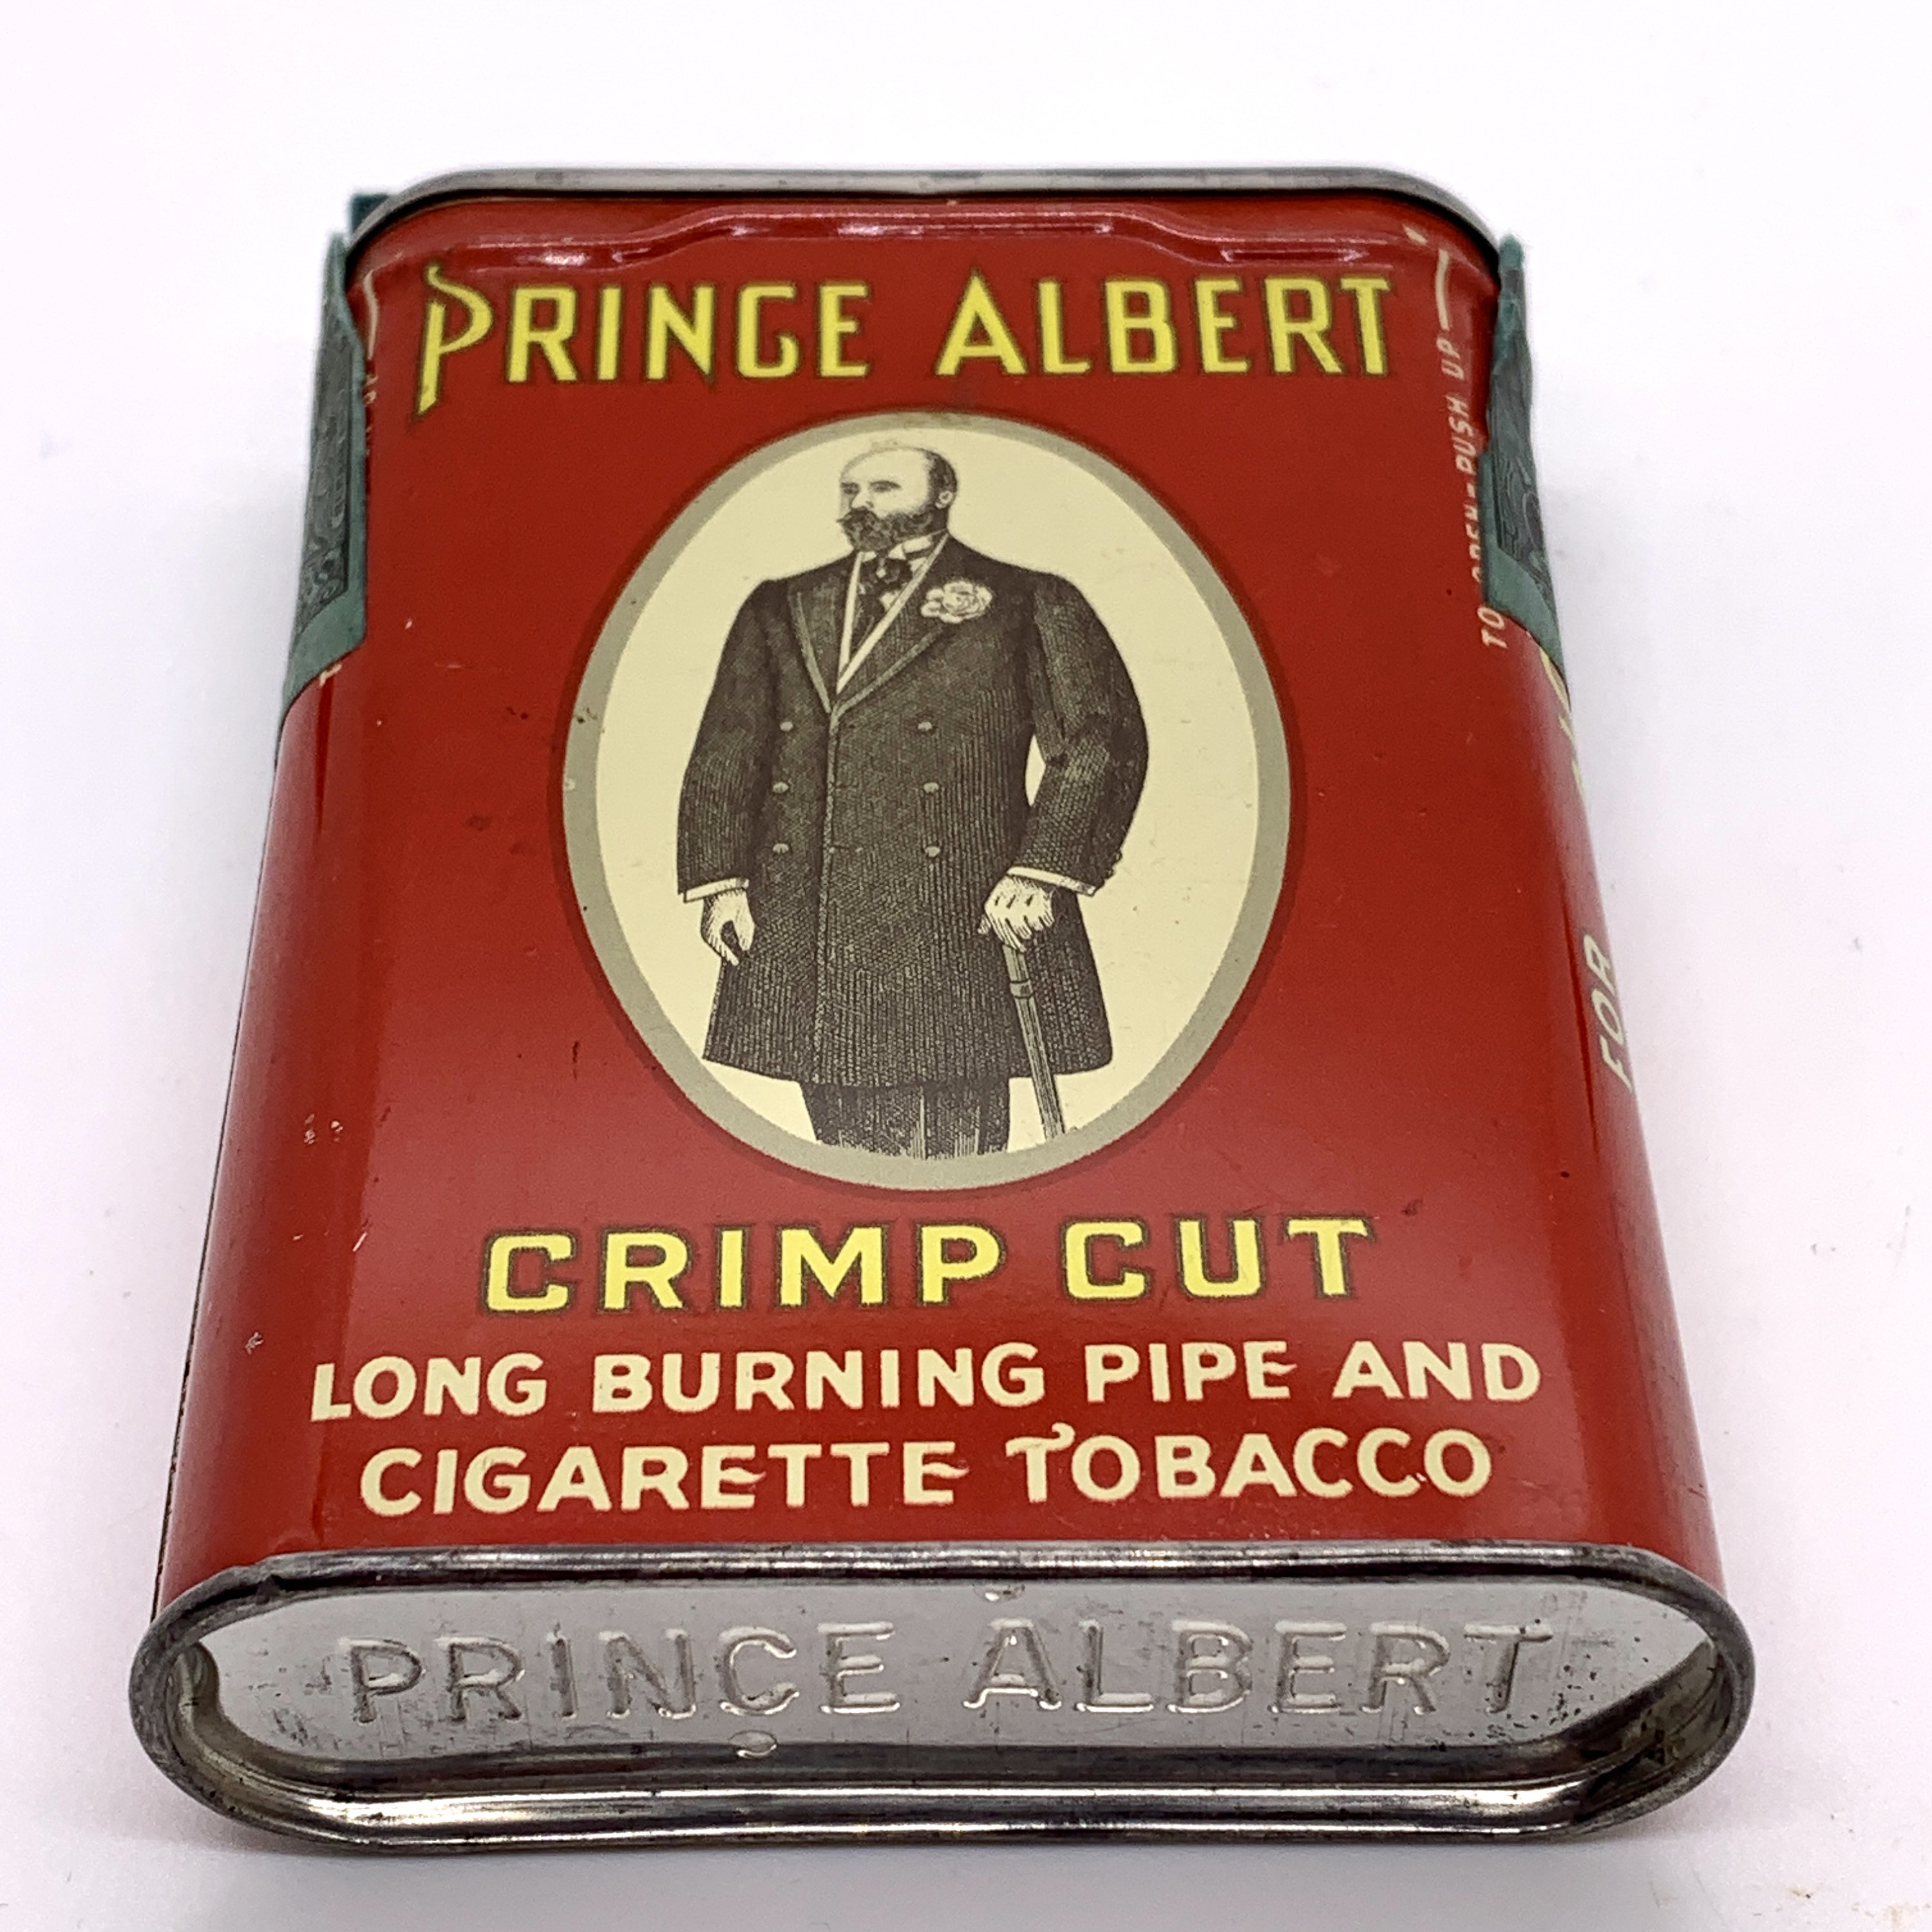 PRINCE ALBERT
TO OPEN-PUSH UP
FOR
CRIMP CUT
LONG BURNING PIPE AND
CIGARETTE TOBACCO
PRINCE ALBERT